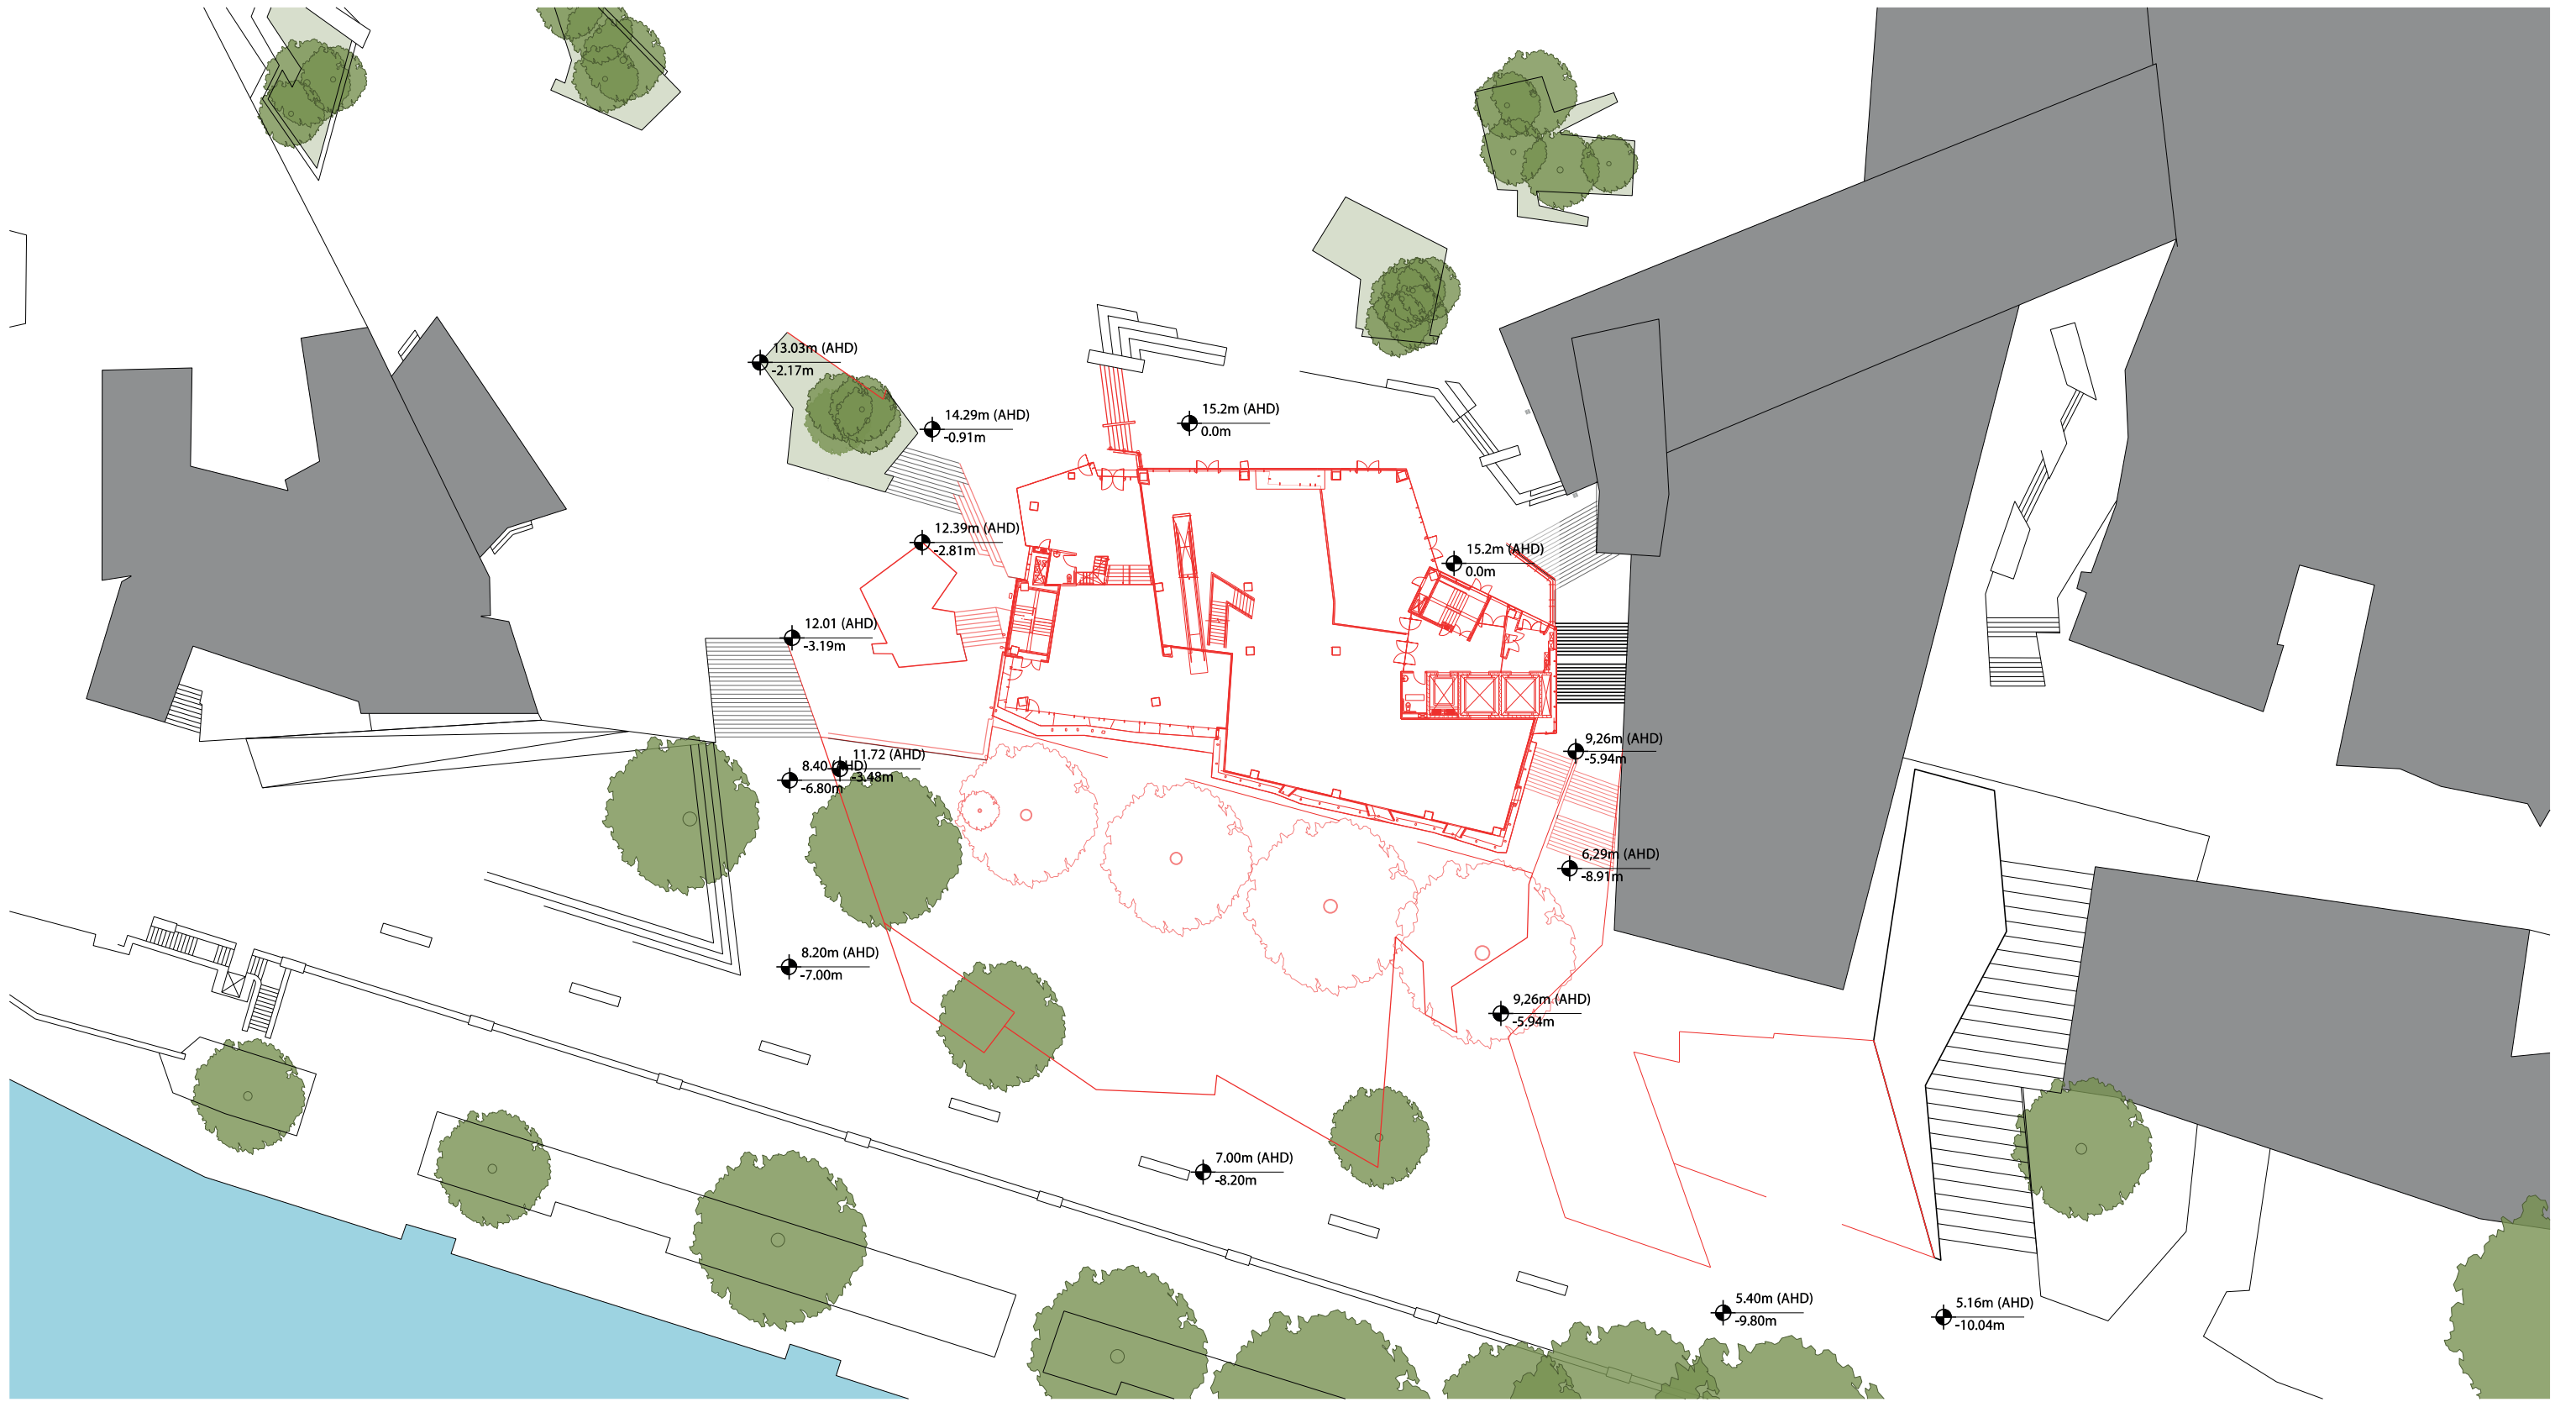 13.03m (AHD)
-2.17m
14.29m (AHD)
-0.91m
15.2m (AHD)
0.0m
12.39m (AHD)
-2.81m
15.2m (AHD)
0.0m
12.01 (AHD)
-3.19m
9,26m (AHD)
-5.94m
11.72 (AHD)
-3.48m
8.40 (AHD)
-6.80m
6,29m (AHD)
-8.91m
8.20m (AHD)
-7.00m
9,26m (AHD)
-5.94m
7.00m (AHD)
-8.20m
5.40m (AHD)
-9.80m
5.16m (AHD)
-10.04m